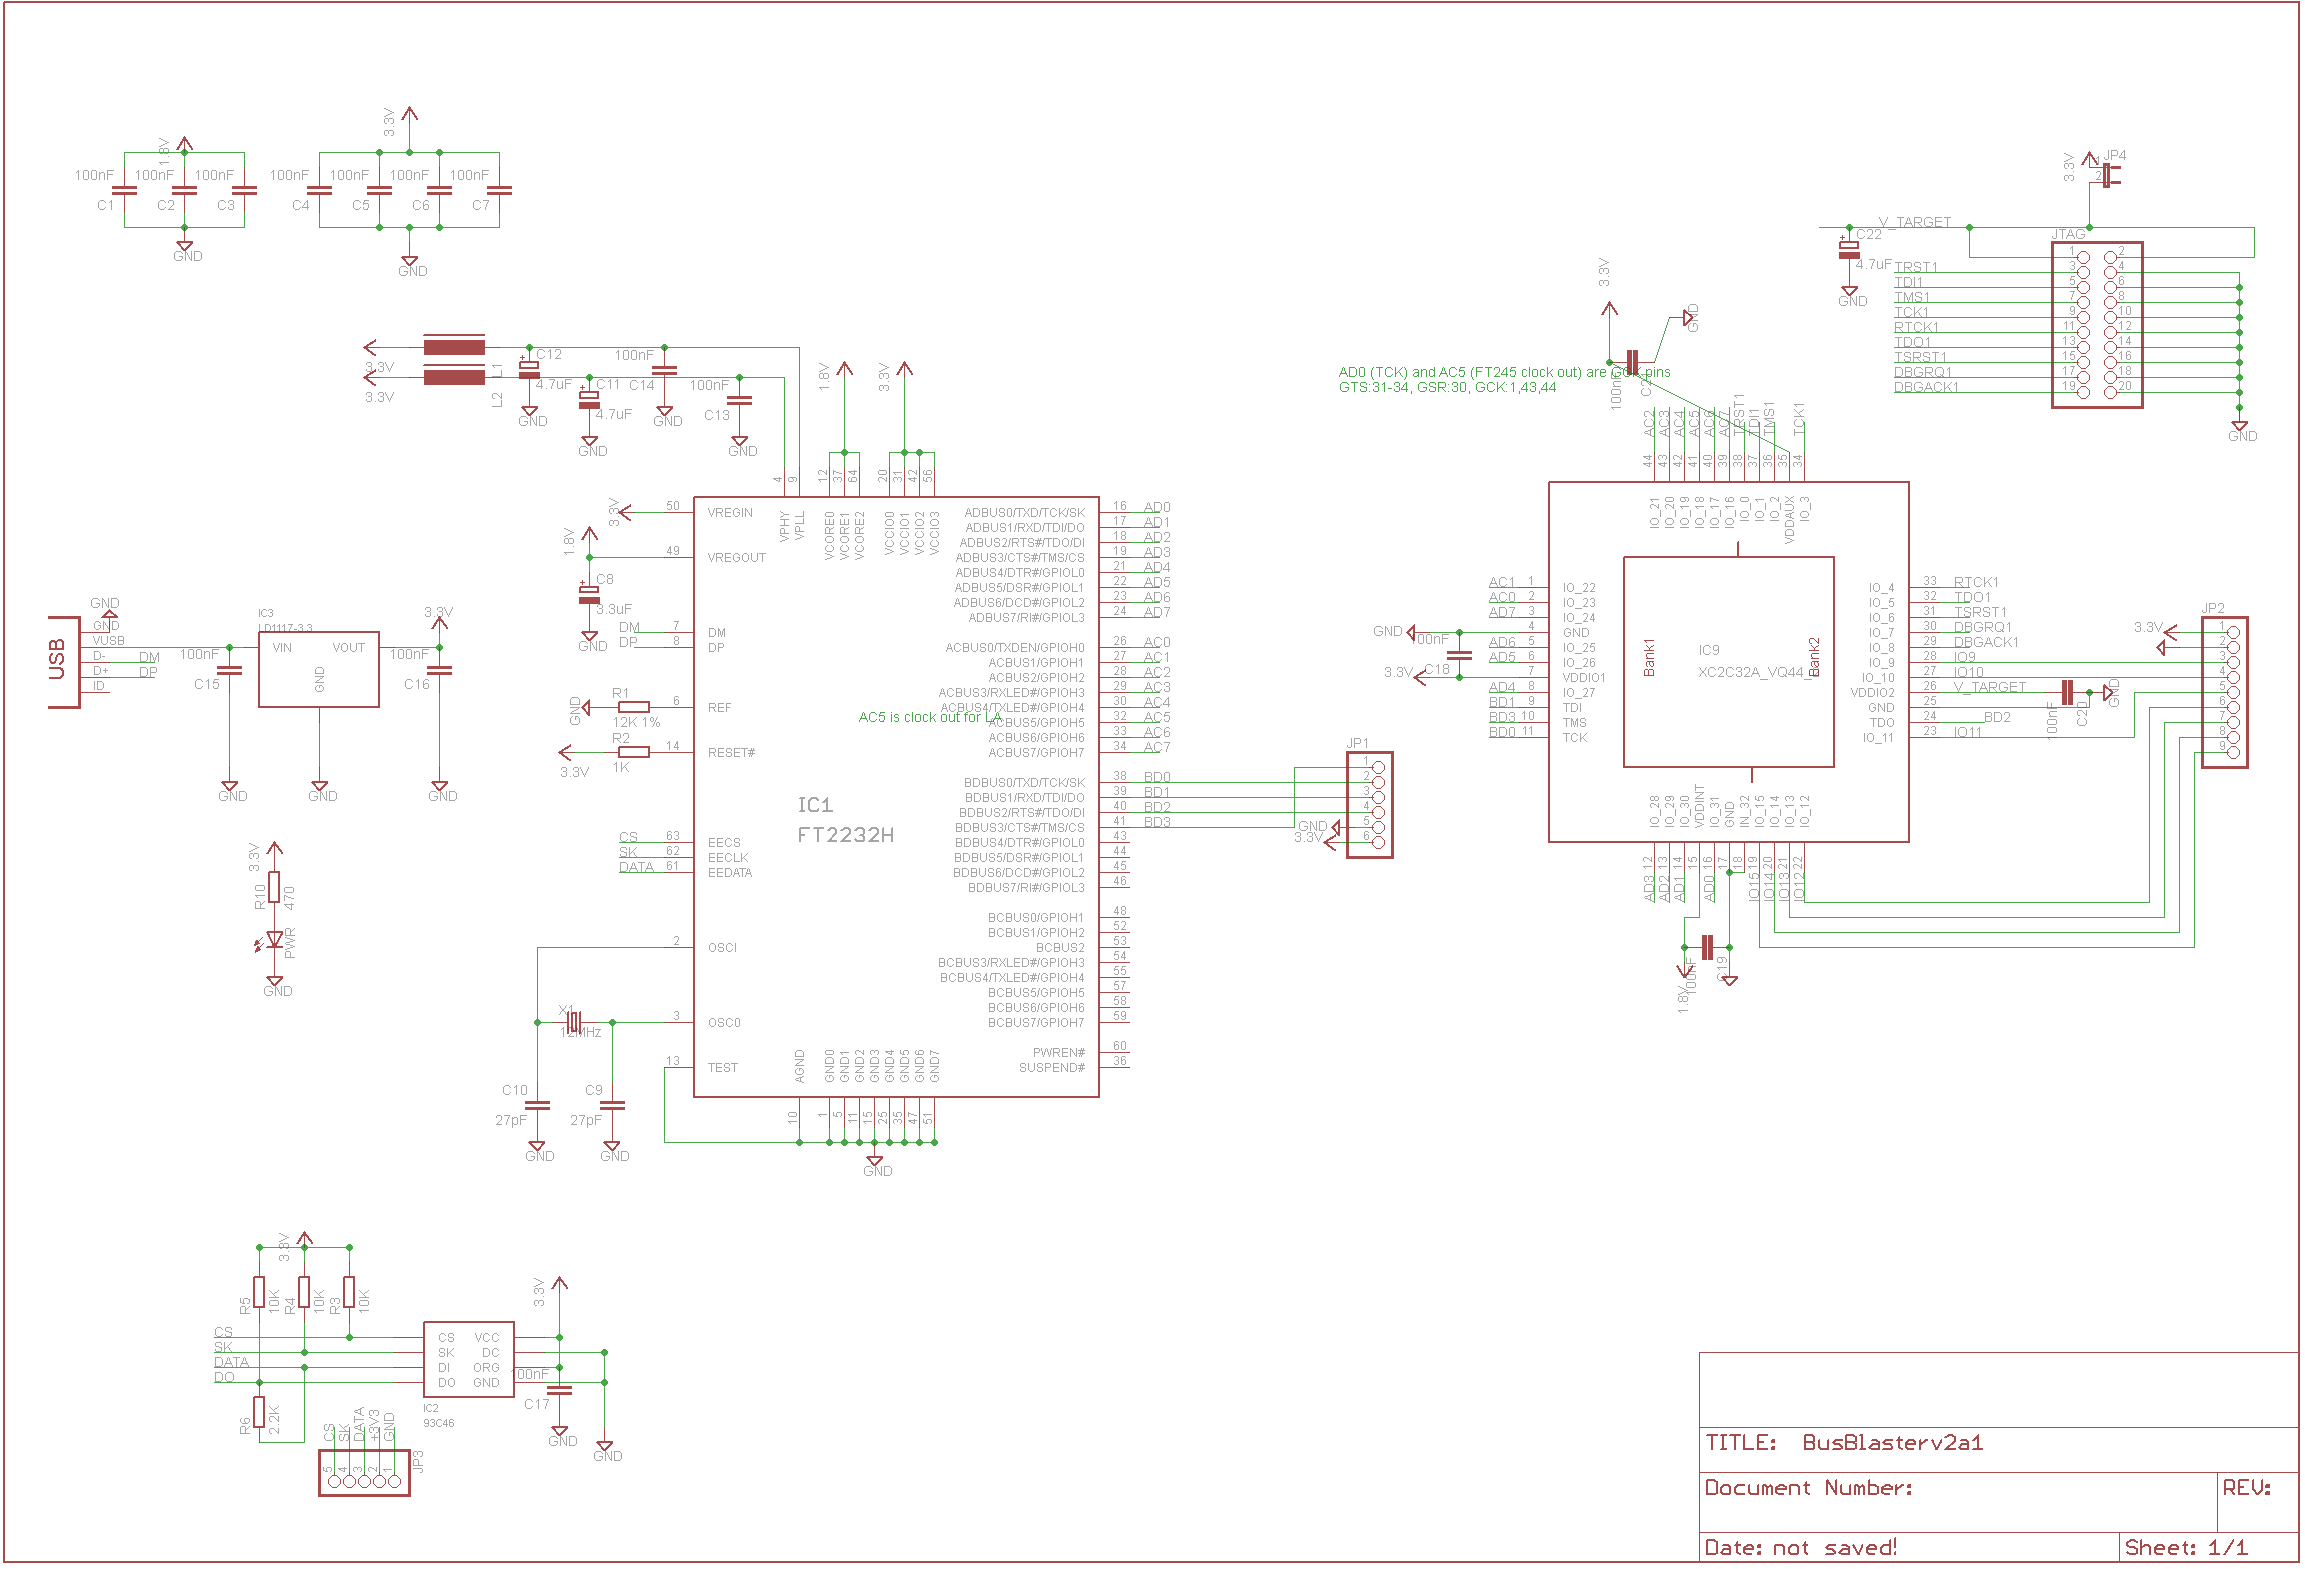 3.3V
1.8V
100nF 100nF 100nF 100nF 100nF 100nF 100nF
C1 C2 C3 C4 C5 C6 C7
GND
GND
3.3V
3.3V
L1
L2
C12
4.7uF
C11
4.7uF
100nF
C14
100nF
C13
GND
GND
GND
GND
1.8V
3.3V
4 9 12 37 64 20 31 42 56
VPHY VPLL VCORE0 VCORE1 VCORE2 VCCIO0 VCCIO1 VCCIO2 VCCIO3
3.3V
50 VREGIN
1.8V
49 VREGOUT
C8
3.3uF
GND
DM 7 DM
DP 8 DP
GND
R1
12K 1%
6 REF
R2
1K
3.3V
14 RESET#
CS 63 EECS
SK 62 EECLK
DATA 61 EEDATA
2 OSCI
3 OSC0
13 TEST
X1
12MHz
C10
27pF
GND
C9
27pF
GND
IC1
FT2232H
AC5 is clock out for LA
ADBUS0/TXD/TCK/SK 16 AD0
ADBUS1/RXD/TDI/DO 17 AD1
ADBUS2/RTS#/TDO/DI 18 AD2
ADBUS3/CTS#/TMS/CS 19 AD3
ADBUS4/DTR#/GPIOL0 21 AD4
ADBUS5/DSR#/GPIOL1 22 AD5
ADBUS6/DCD#/GPIOL2 23 AD6
ADBUS7/RI#/GPIOL3 24 AD7
ACBUS0/TXDEN/GPIOH0 26 AC0
ACBUS1/GPIOH1 27 AC1
ACBUS2/GPIOH2 28 AC2
ACBUS3/RXLED#/GPIOH3 29 AC3
ACBUS4/TXLED#/GPIOH4 30 AC4
ACBUS5/GPIOH5 32 AC5
ACBUS6/GPIOH6 33 AC6
ACBUS7/GPIOH7 34 AC7
BDBUS0/TXD/TCK/SK 38 BD0
BDBUS1/RXD/TDI/DO 39 BD1
BDBUS2/RTS#/TDO/DI 40 BD2
BDBUS3/CTS#/TMS/CS 41 BD3
BDBUS4/DTR#/GPIOL0 43
BDBUS5/DSR#/GPIOL1 44
BDBUS6/DCD#/GPIOL2 45
BDBUS7/RI#/GPIOL3 46
BCBUS0/GPIOH1 48
BCBUS1/GPIOH2 52
BCBUS2 53
BCBUS3/RXLED#/GPIOH3 54
BCBUS4/TXLED#/GPIOH4 55
BCBUS5/GPIOH5 57
BCBUS6/GPIOH6 58
BCBUS7/GPIOH7 59
PWREN# 60
SUSPEND# 36
AGND GND0 GND1 GND2 GND3 GND4 GND5 GND6 GND7
10 1 5 11 15 25 35 47 51
GND
USB
GND
GND
VUSB
D- DM
D+ DP
ID
100nF
C15
GND
IC3
LD1117-3.3
VIN VOUT
GND
GND
3.3V
100nF
C16
GND
3.3V
R10
470
PWR
GND
3.3V
R5 10K
R4 10K
R3 10K
CS
SK
DATA
DO
R6 2.2K
CS VCC
SK DC
DI ORG
DO GND
IC2
93C46
3.3V
100nF
C17
GND
GND
CS SK DATA +3V3 GND
5 4 3 2 1
JP3
JP1
1
2
3
4
GND 5
3.3V 6
AD0 (TCK) and AC5 (FT245 clock out) are GCK pins
GTS:31-34, GSR:30, GCK:1,43,44
3.3V
100nF
GND
AC2 AC3 AC4 AC5 AC6 AC7 TRST1 TDI1 TMS1 TCK1
44 43 42 41 40 39 38 37 36 35 34
IO_21 IO_20 IO_19 IO_18 IO_17 IO_16 IO_0 IO_1 IO_2 VDDAUX IO_3
AC1 1 IO_22
AC0 2 IO_23
AD7 3 IO_24
GND 4 GND
AD6 5 IO_25
AD5 6 IO_26
3.3V 7 VDDIO1
100nF
C18
AD4 8 IO_27
BD1 9 TDI
BD3 10 TMS
BD0 11 TCK
Bank1
IC9
XC2C32A_VQ44_
Bank2
IO_4 33 RTCK1
IO_5 32 TDO1
IO_6 31 TSRST1
IO_7 30 DBGRQ1
IO_8 29 DBGACK1
IO_9 28 IO9
IO_10 27 IO10
VDDIO2 26 V_TARGET
GND 25
TDO 24 BD2
IO_11 23 IO11
100nF
C20
GND
IO_28 IO_29 IO_30 VDDINT IO_31 GND IN_32 IO_15 IO_14 IO_13 IO_12
12 13 14 15 16 17 18 19 20 21 22
AD3 AD2 AD1 AD0 IO15 IO14 IO13 IO12
1.8V
100nF
C19
JP2
3.3V 1
2
3
4
5
6
7
8
9
3.3V
JP4
1
2
V_TARGET
C22
4.7uF
GND
JTAG
1 2
TRST1 3 4
TDI1 5 6
TMS1 7 8
TCK1 9 10
RTCK1 11 12
TDO1 13 14
TSRST1 15 16
DBGRQ1 17 18
DBGACK1 19 20
GND
TITLE: BusBlasterv2a1
Document Number:
REV:
Date: not saved!
Sheet: 1/1